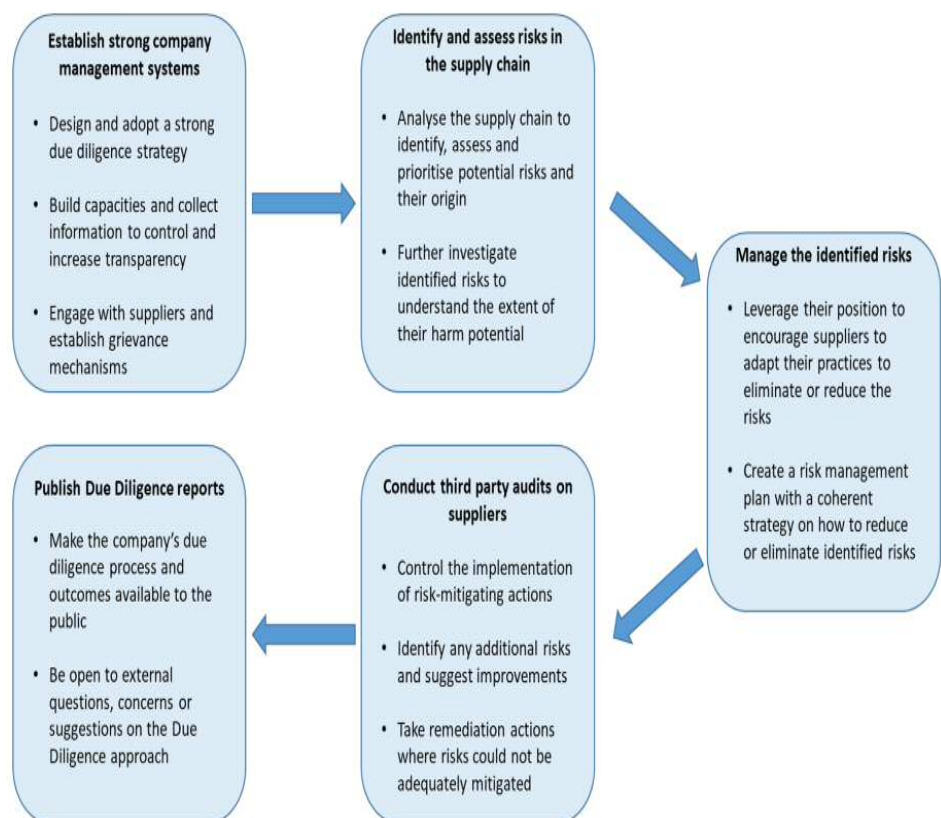 Establish strong company
management systems
• Design and adopt a strong
due diligence strategy
• Build capacities and collect
information to control and
increase transparency
• Engage with suppliers and
establish grievance
mechanisms
Identify and assess risks in
the supply chain
• Analyse the supply chain to
identify, assess and
prioritise potential risks and
their origin
• Further investigate
identified risks to
understand the extent of
their harm potential
Manage the identified risks
• Leverage their position to
encourage suppliers to
adapt their practices to
eliminate or reduce the
risks
• Create a risk management
plan with a coherent
strategy on how to reduce
or eliminate identified risks
Conduct third party audits on
suppliers
• Control the implementation
of risk-mitigating actions
• Identify any additional risks
and suggest improvements
• Take remediation actions
where risks could not be
adequately mitigated
Publish Due Diligence reports
• Make the company's due
diligence process and
outcomes available to the
public
• Be open to external
questions, concerns or
suggestions on the Due
Diligence approach